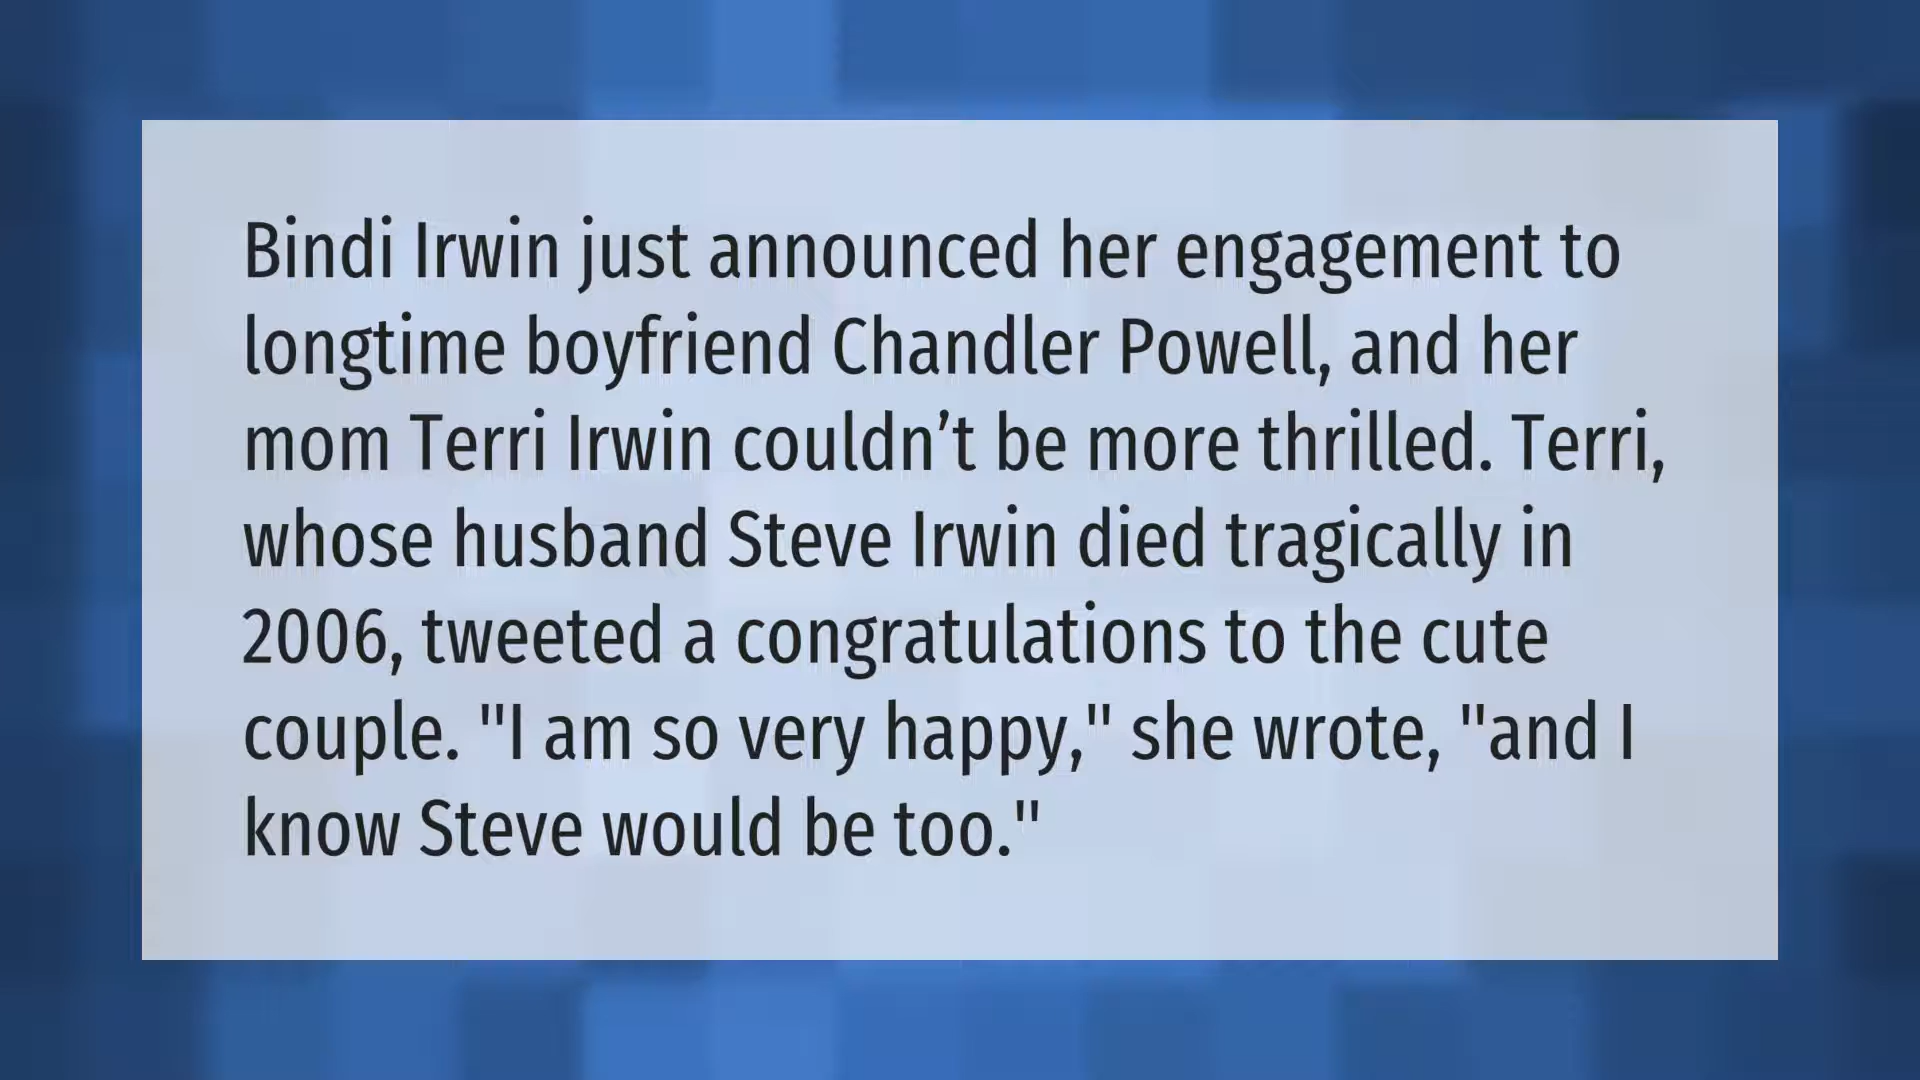 Bindi Irwin just announced her engagement to
longtime boyfriend Chandler Powell, and her
mom Terri Irwin couldn’t be more thrilled. Terri,
whose husband Steve Irwin died tragically in
2006, tweeted a congratulations to the cute
couple. "I am so very happy," she wrote, "and I
know Steve would be too."